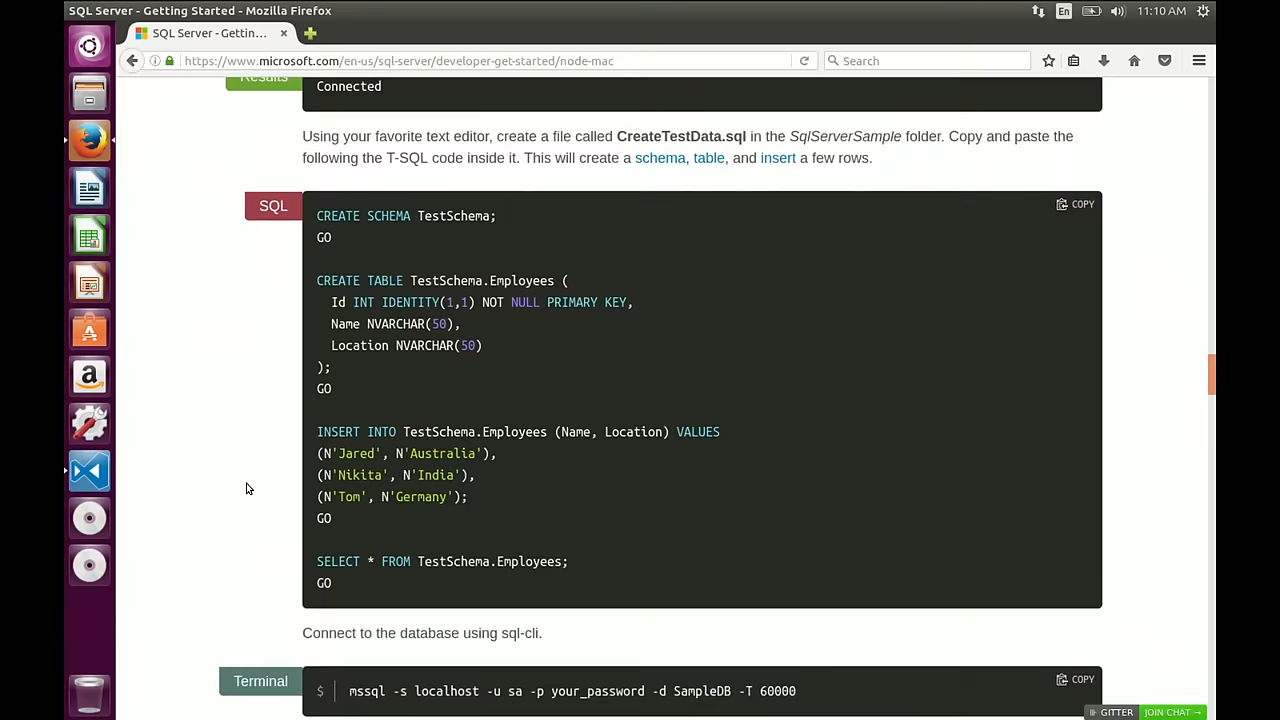 SQL Server - Getting Started - Mozilla Firefox
En
11:10 AM
SQL Server - Gettin...
https://www.microsoft.com/en-us/sql-server/developer-get-started/node-mac
Search
Results
Connected
Using your favorite text editor, create a file called CreateTestData.sql in the SqlServerSample folder. Copy and paste the
following the T-SQL code inside it. This will create a schema, table, and insert a few rows.
SQL
COPY
CREATE SCHEMA TestSchema;
GO
CREATE TABLE TestSchema.Employees (
Id INT IDENTITY(1,1) NOT NULL PRIMARY KEY,
Name NVARCHAR(50),
Location NVARCHAR(50)
);
GO
INSERT INTO TestSchema.Employees (Name, Location) VALUES
(N'Jared', N'Australia'),
(N'Nikita', N'India'),
(N'Tom', N'Germany');
GO
SELECT * FROM TestSchema.Employees;
GO
Connect to the database using sql-cli.
Terminal
COPY
$ mssql -s localhost -u sa -p your_password -d SampleDB -T 60000
GITTER JOIN CHAT →